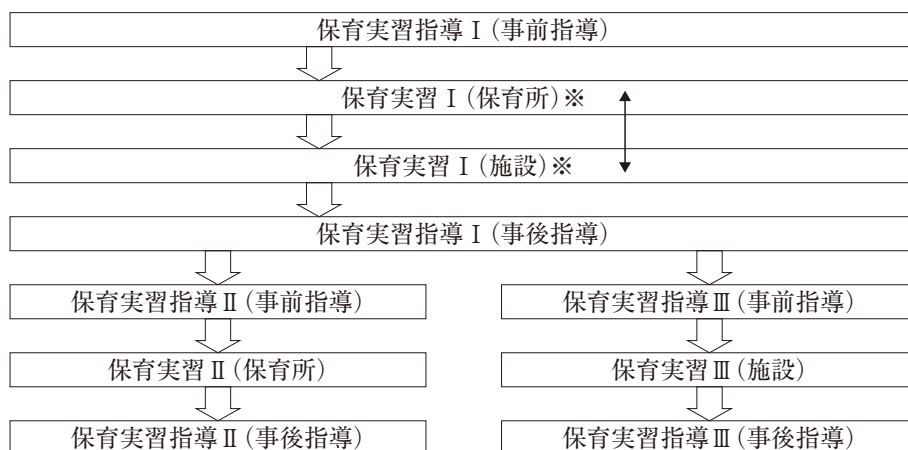 保育実習指導Ⅰ(事前指導)
保育実習Ⅰ(保育所)※
保育実習Ⅰ(施設)※
保育実習指導Ⅰ(事後指導)
保育実習指導Ⅱ(事前指導)
保育実習指導Ⅲ(事前指導)
保育実習Ⅱ(保育所)
保育実習Ⅲ(施設)
保育実習指導Ⅱ(事後指導)
保育実習指導Ⅲ(事後指導)